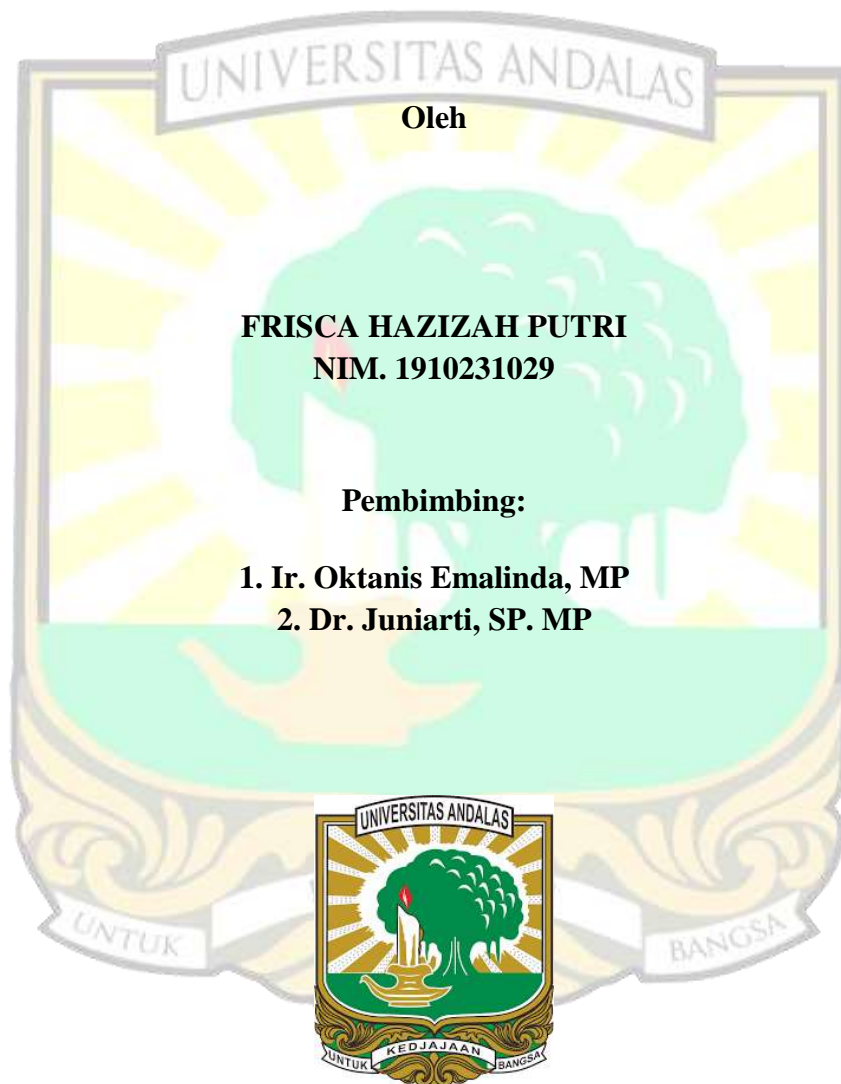 UNIVERSITAS ANDALAS
Oleh
FRISCA HAZIZAH PUTRI
NIM. 1910231029
Pembimbing:
1. Ir. Oktanis Emalinda, MP
2. Dr. Juniarti, SP. MP
UNIVERSITAS ANDALAS
UNTUK BANGSA
UNTUK KEDJAJAAN BANGSA